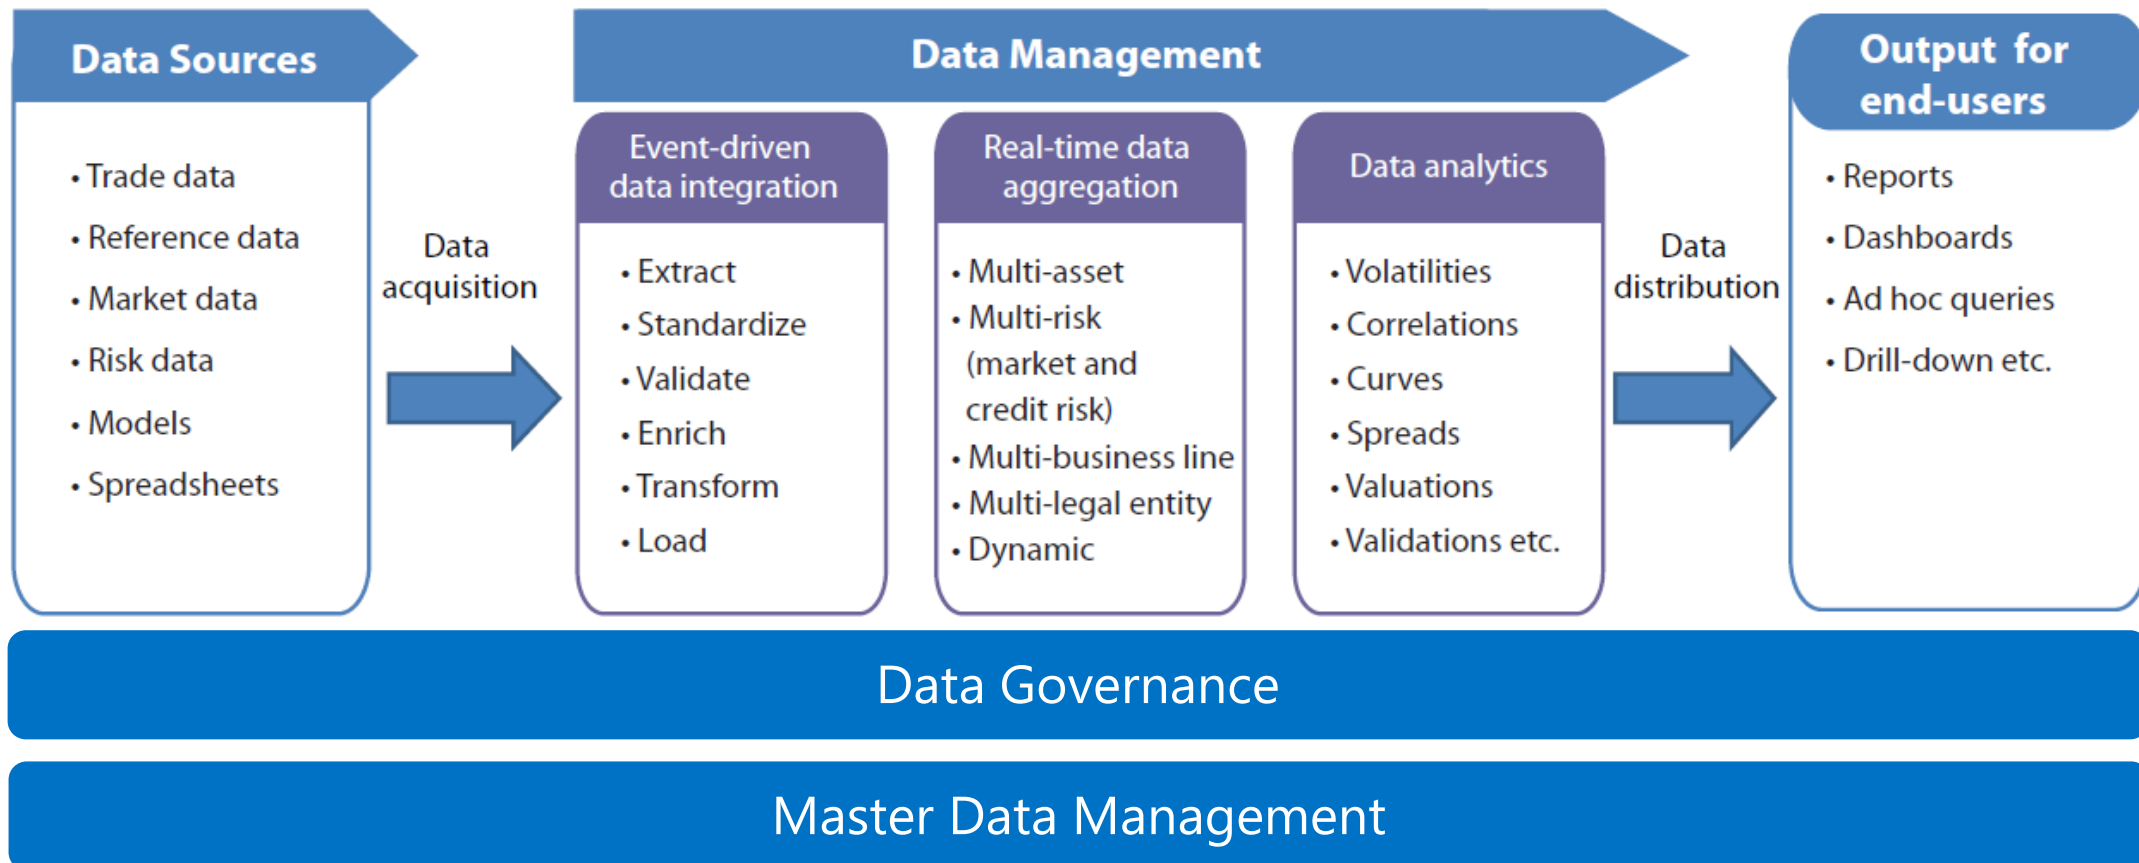 Data Sources
• Trade data
• Reference data
• Market data
• Risk data
• Models
• Spreadsheets
Data
acquisition
Data Management
Event-driven
data integration
• Extract
• Standardize
• Validate
• Enrich
• Transform
• Load
Real-time data
aggregation
• Multi-asset
• Multi-risk
(market and
credit risk)
• Multi-business line
• Multi-legal entity
• Dynamic
Data analytics
• Volatilities
• Correlations
• Curves
• Spreads
• Valuations
• Validations etc.
Data
distribution
Output for
end-users
• Reports
• Dashboards
• Ad hoc queries
• Drill-down etc.
Data Governance
Master Data Management